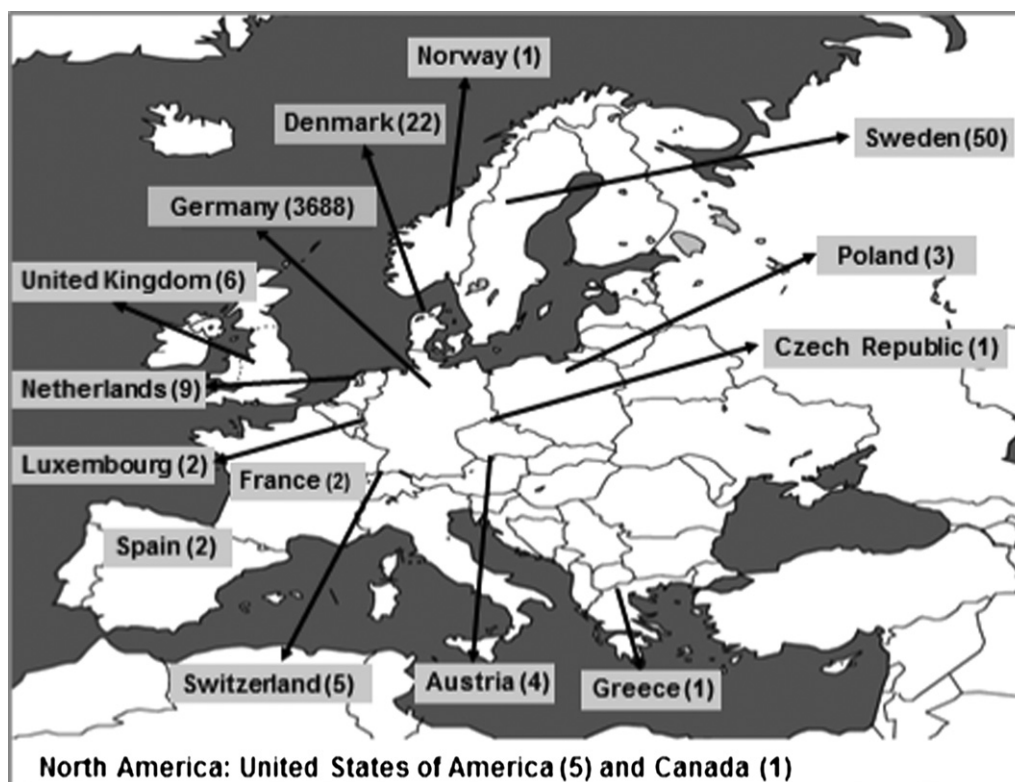 Norway (1)
Denmark (22)
Sweden (50)
Germany (3688)
Poland (3)
United Kingdom (6)
Czech Republic (1)
Netherlands (9)
Luxembourg (2)
France (2)
Spain (2)
Switzerland (5)
Austria (4)
Greece (1)
North America: United States of America (5) and Canada (1)